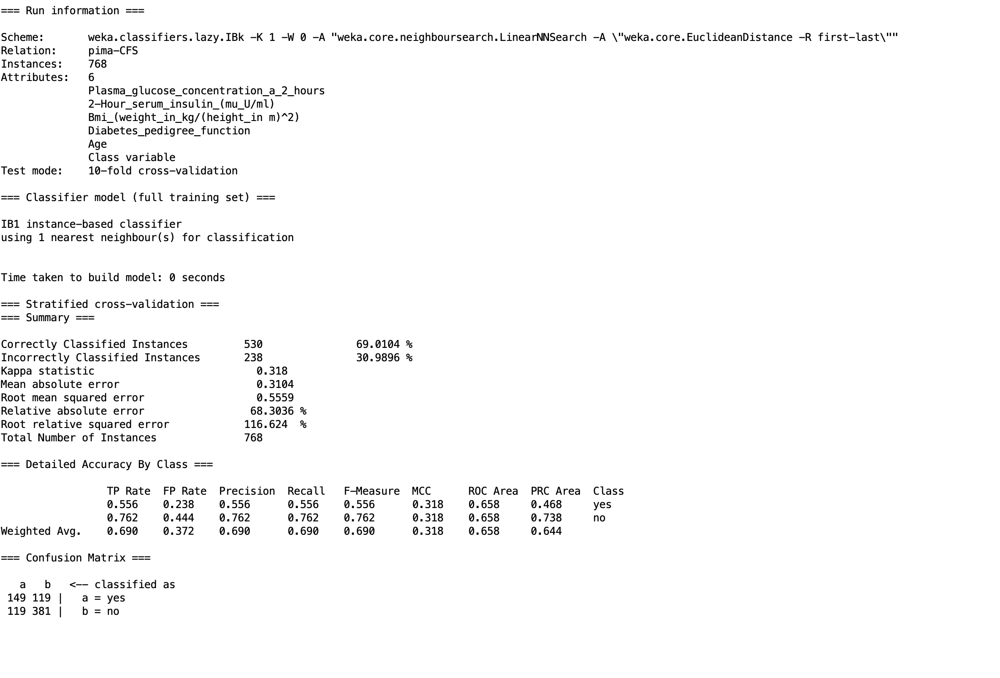 === Run information ===
Scheme:       weka.classifiers.lazy.IBk -K 1 -W 0 -A "weka.core.neighboursearch.LinearNNSearch -A \"weka.core.EuclideanDistance -R first-last\""
Relation:     pima-CFS
Instances:    768
Attributes:   6
              Plasma_glucose_concentration_a_2_hours
              2-Hour_serum_insulin_(mu_U/ml)
              Bmi_(weight_in_kg/(height_in m)^2)
              Diabetes_pedigree_function
              Age
              Class variable
Test mode:    10-fold cross-validation
=== Classifier model (full training set) ===
IB1 instance-based classifier
using 1 nearest neighbour(s) for classification
Time taken to build model: 0 seconds
=== Stratified cross-validation ===
=== Summary ===
Correctly Classified Instances         530               69.0104 %
Incorrectly Classified Instances       238               30.9896 %
Kappa statistic                          0.318
Mean absolute error                      0.3104
Root mean squared error                  0.5559
Relative absolute error                 68.3036 %
Root relative squared error            116.624  %
Total Number of Instances              768
=== Detailed Accuracy By Class ===
                 TP Rate  FP Rate  Precision  Recall   F-Measure  MCC      ROC Area  PRC Area  Class
                 0.556    0.238    0.556      0.556    0.556      0.318    0.658     0.468     yes
                 0.762    0.444    0.762      0.762    0.762      0.318    0.658     0.738     no
Weighted Avg.    0.690    0.372    0.690      0.690    0.690      0.318    0.658     0.644
=== Confusion Matrix ===
   a   b   <-- classified as
 149 119 |   a = yes
 119 381 |   b = no